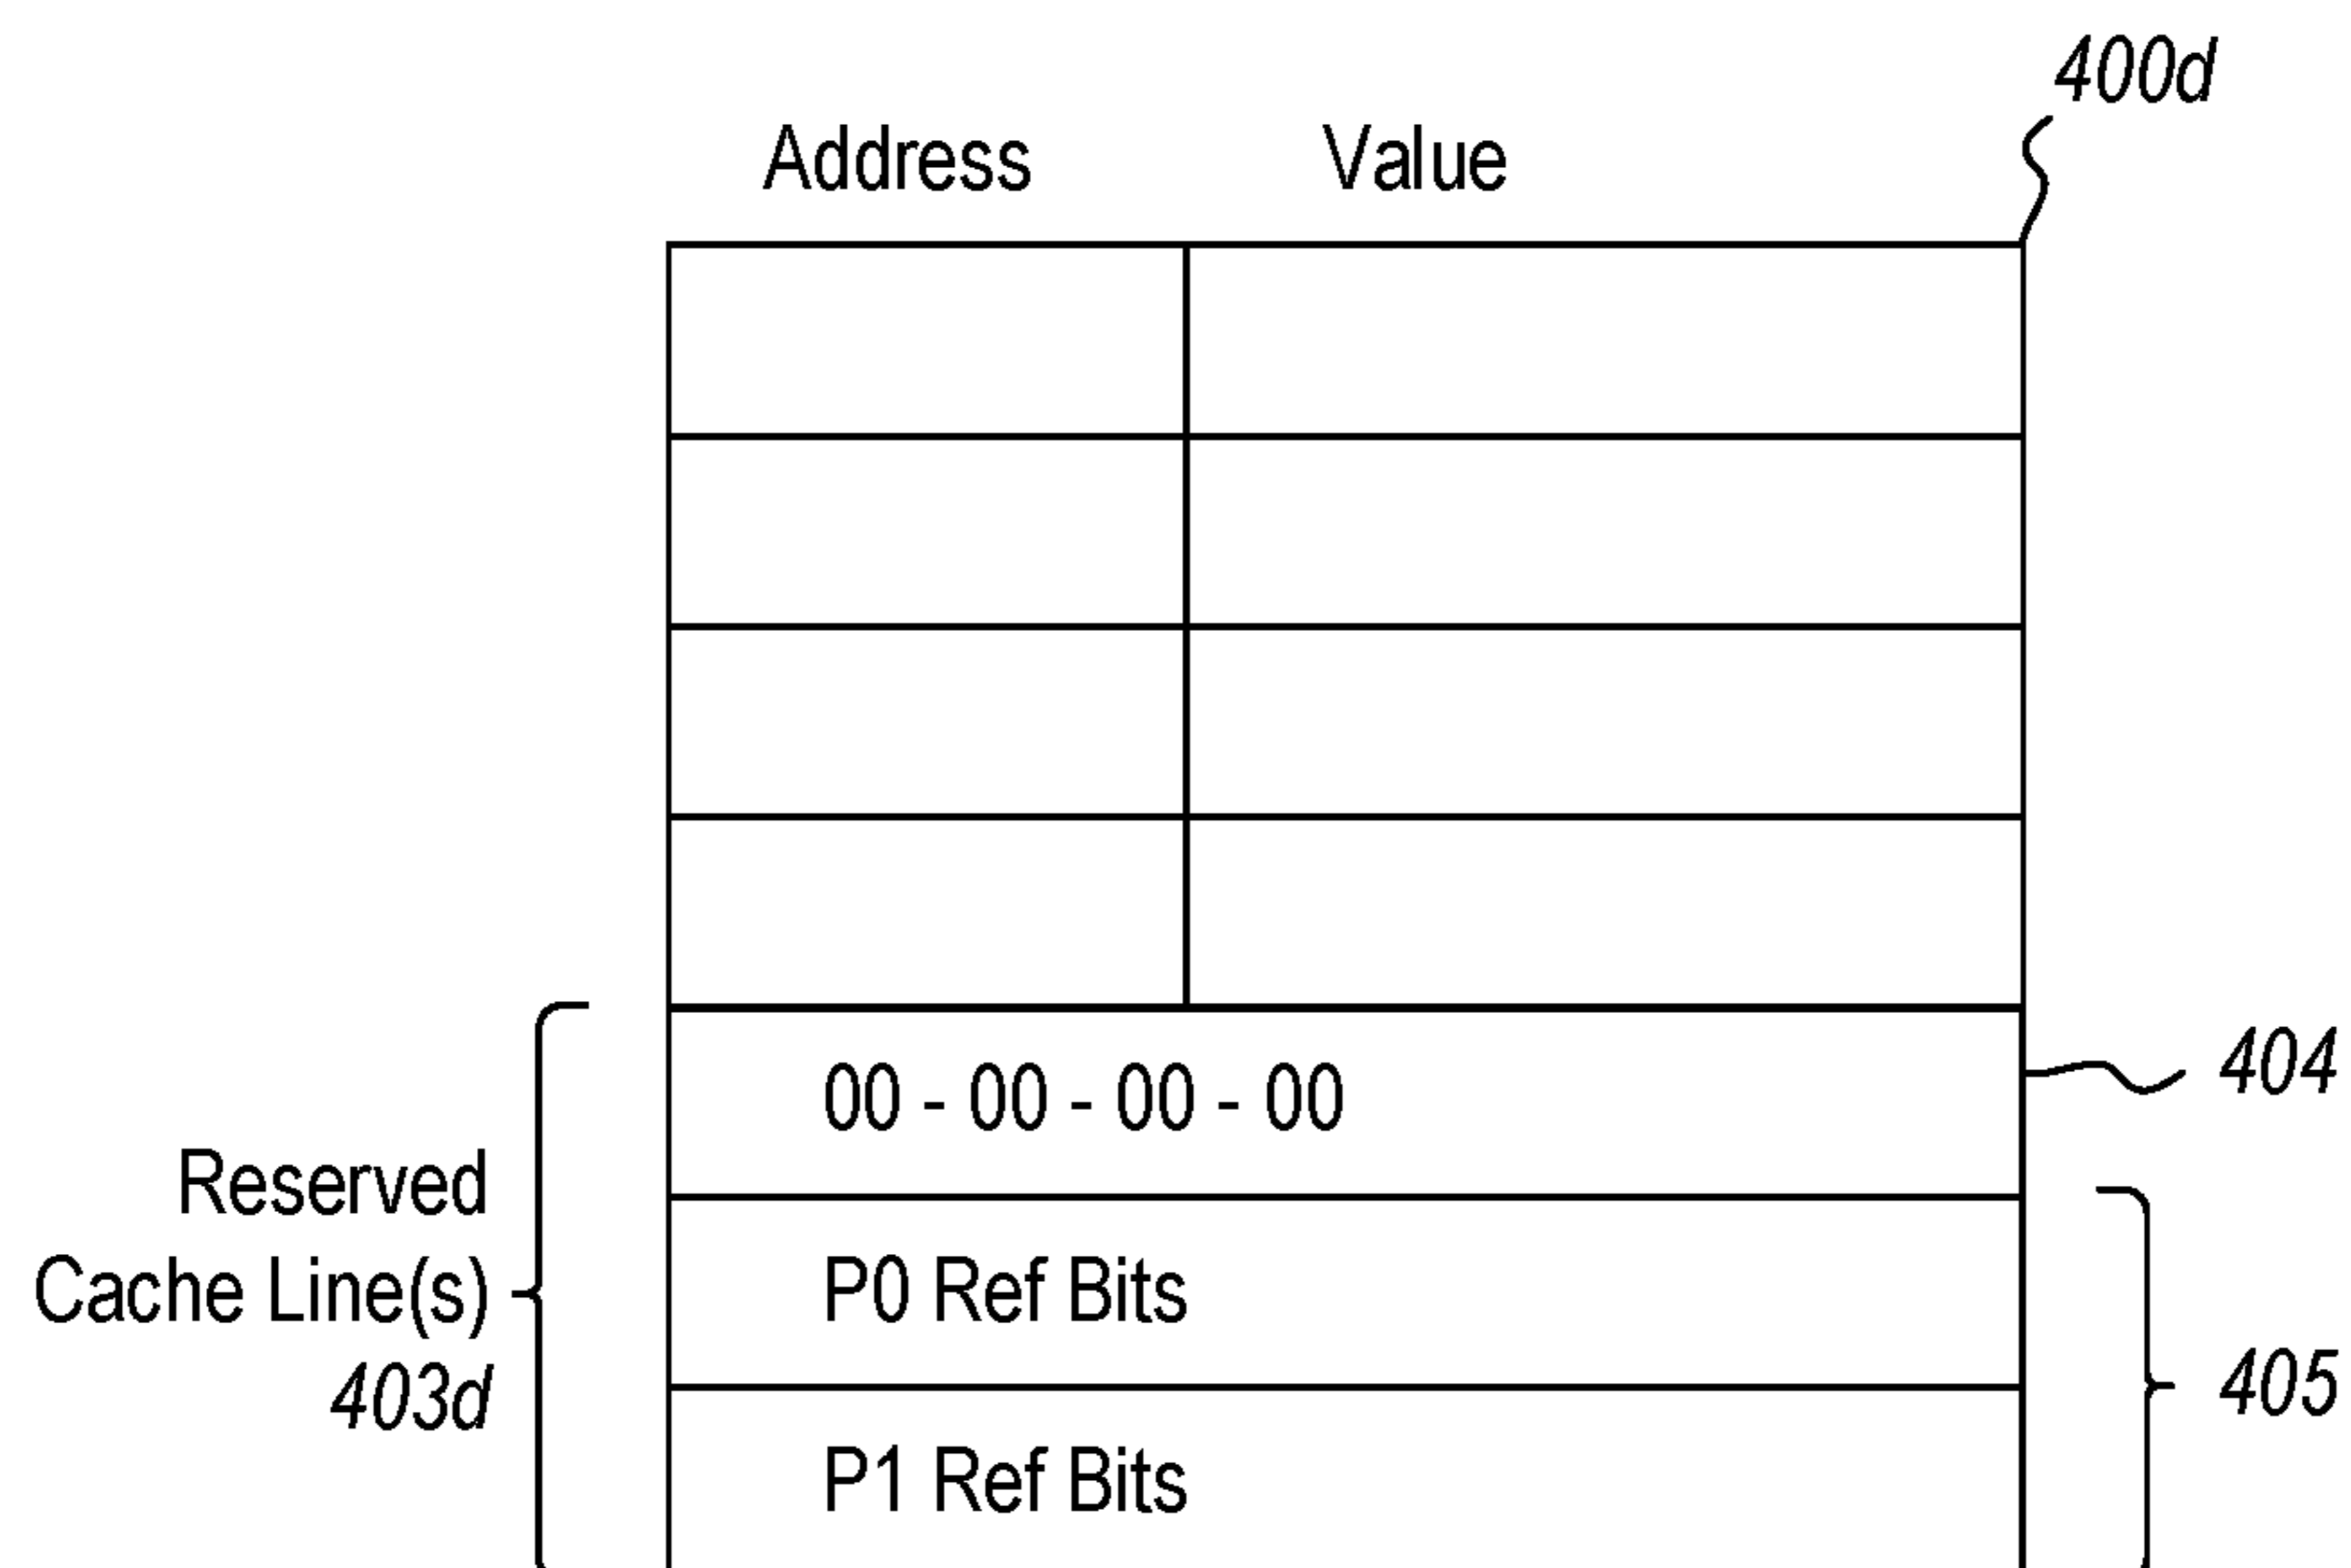 400d
Address Value
00 - 00 - 00 - 00
404
Reserved
Cache Line(s)
403d
P0 Ref Bits
405
P1 Ref Bits